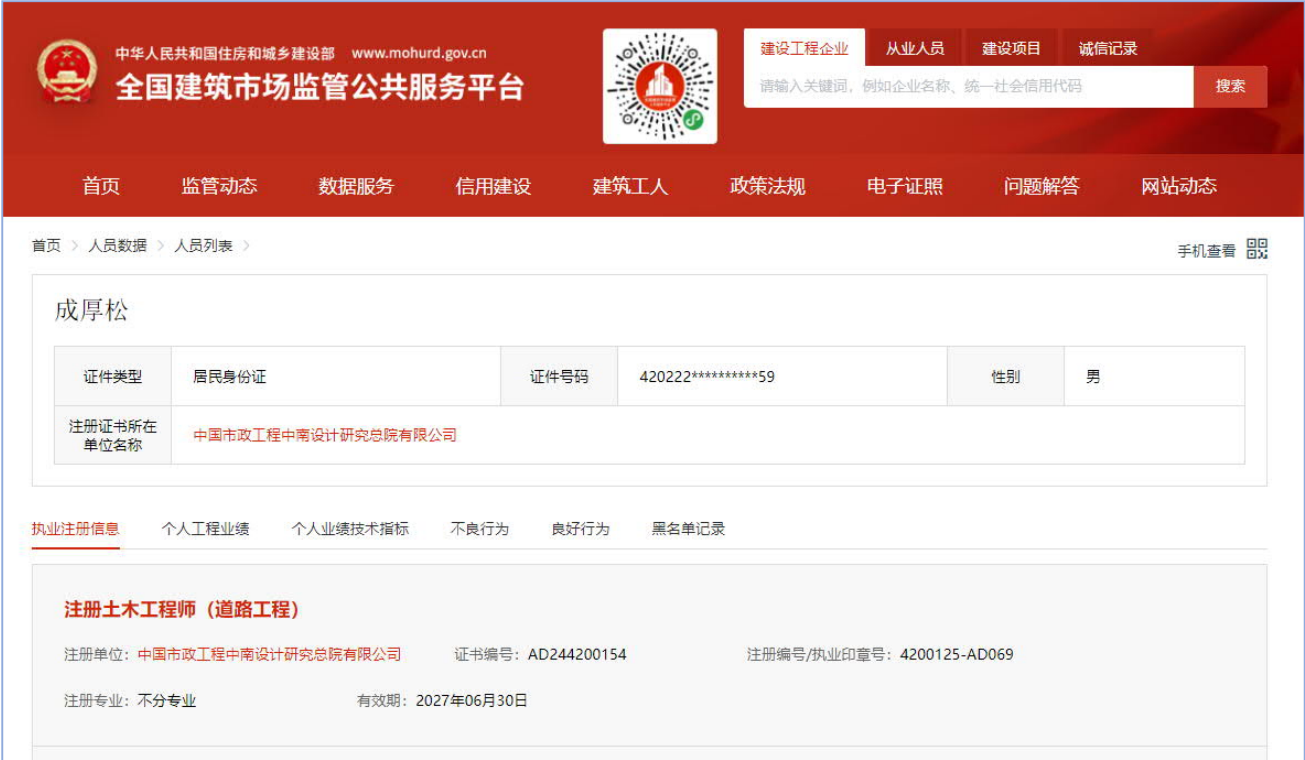 中华人民共和国住房和城乡建设部 www.mohurd.gov.cn
全国建筑市场监管公共服务平台
建设工程企业 从业人员 建设项目 诚信记录
请输入关键词，例如企业名称、统一社会信用代码 搜索
首页 监管动态 数据服务 信用建设 建筑工人 政策法规 电子证照 问题解答 网站动态
首页 > 人员数据 > 人员列表 >
手机查看
成厚松
证件类型 居民身份证 证件号码 420222**********59 性别 男
注册证书所在
单位名称
中国市政工程中南设计研究总院有限公司
执业注册信息 个人工程业绩 个人业绩技术指标 不良行为 良好行为 黑名单记录
注册土木工程师（道路工程）
注册单位：中国市政工程中南设计研究总院有限公司 证书编号：AD244200154 注册编号/执业印章号：4200125-AD069
注册专业：不分专业 有效期：2027年06月30日